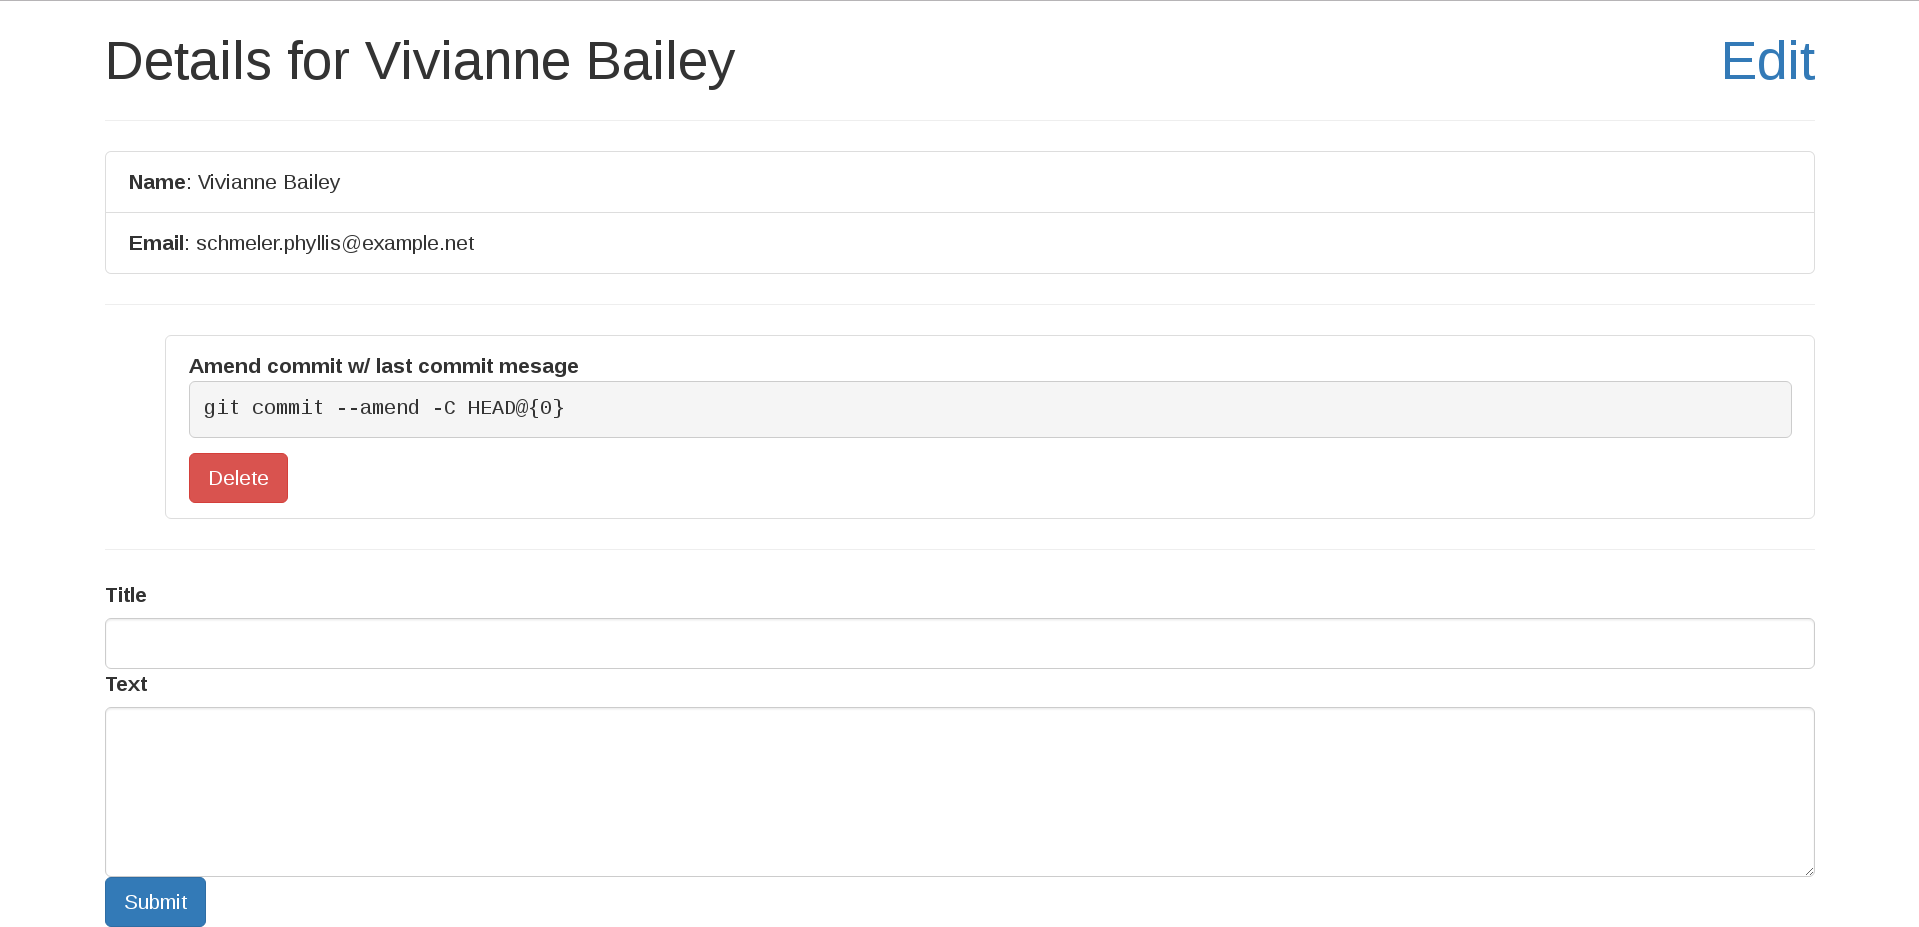 Details for Vivianne Bailey Edit
Name: Vivianne Bailey
Email: schmeler.phyllis@example.net
Amend commit w/ last commit mesage
git commit --amend -C HEAD@{0}
Delete
Title
Text
Submit